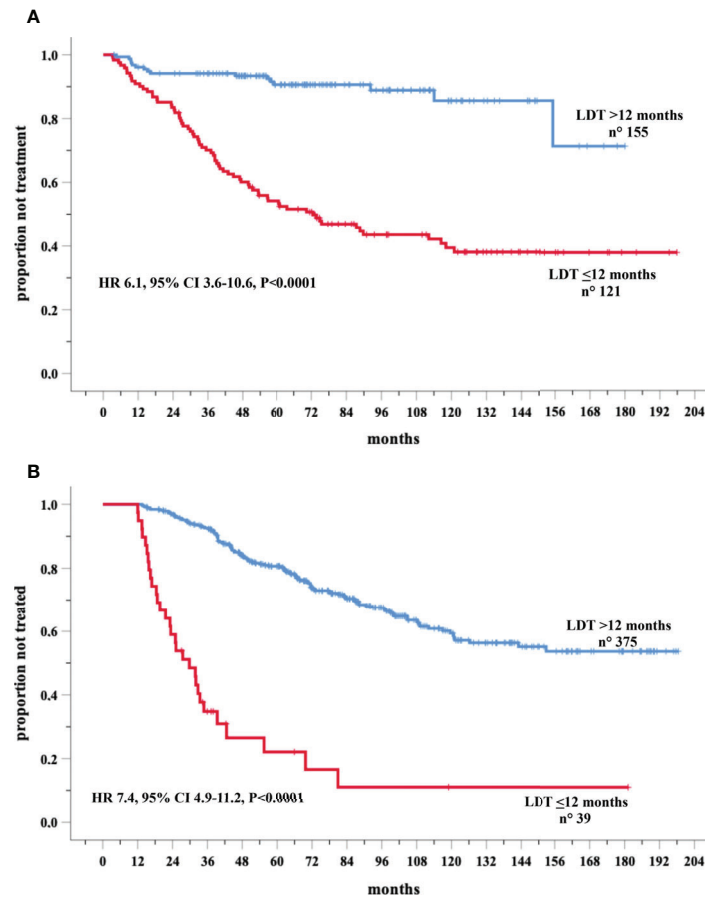 A
1.0
0.8
0.6
0.4
0.2
0.0
proportion not treatment
LDT >12 months
n° 155
HR 6.1, 95% CI 3.6-10.6, P<0.0001
LDT ≤12 months
n° 121
0 12 24 36 48 60 72 84 96 108 120 132 144 156 168 180 192 204
months
B
1.0
0.8
0.6
0.4
0.2
0.0
proportion not treated
LDT >12 months
n° 375
HR 7.4, 95% CI 4.9-11.2, P<0.0001
LDT ≤12 months
n° 39
0 12 24 36 48 60 72 84 96 108 120 132 144 156 168 180 192 204
months